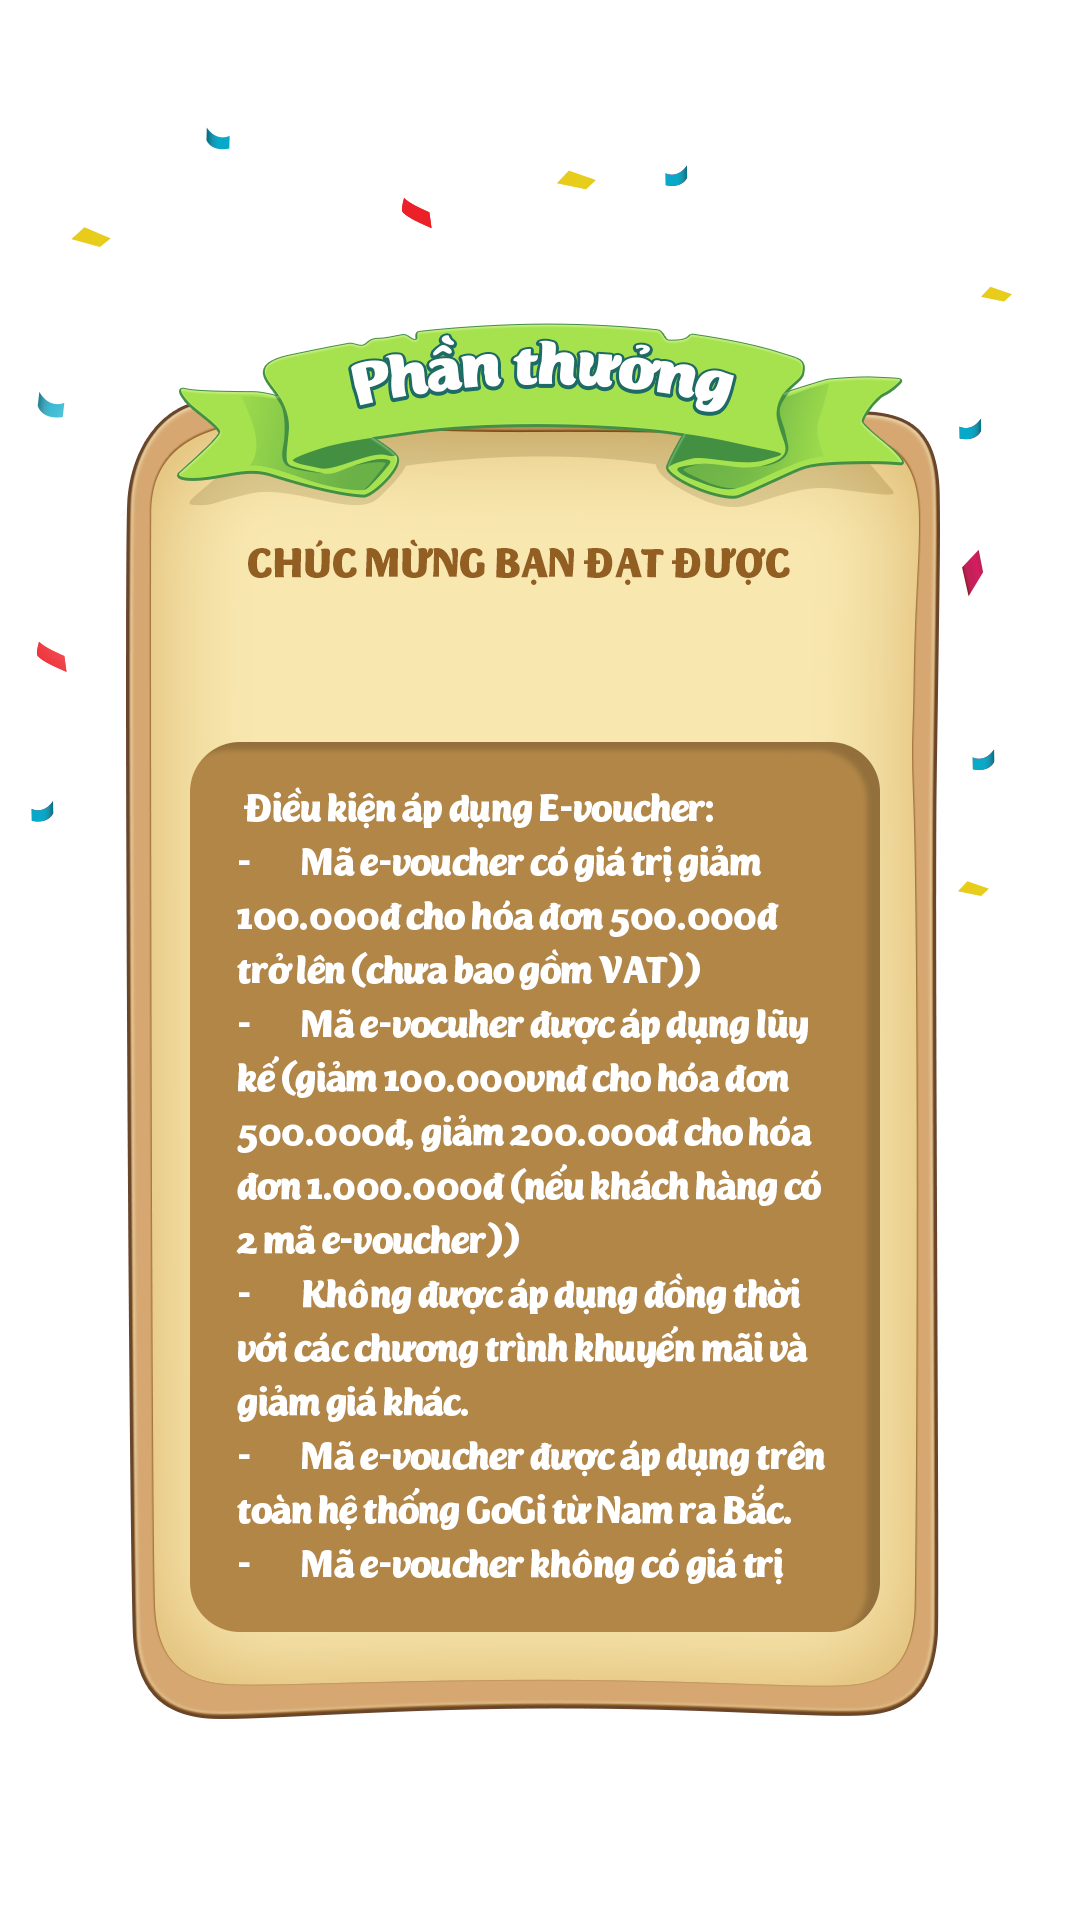 Phần thưởng
CHÚC MỪNG BẠN ĐẠT ĐƯỢC
Điều kiện áp dụng E-voucher:
- Mã e-voucher có giá trị giảm
100.000đ cho hóa đơn 500.000đ
trở lên (chưa bao gồm VAT))
- Mã e-vocuher được áp dụng lũy
kế (giảm 100.000vnđ cho hóa đơn
500.000đ, giảm 200.000đ cho hóa
đơn 1.000.000đ (nếu khách hàng có
2 mã e-voucher))
- Không được áp dụng đồng thời
với các chương trình khuyến mãi và
giảm giá khác.
- Mã e-voucher được áp dụng trên
toàn hệ thống GoGi từ Nam ra Bắc.
- Mã e-voucher không có giá trị